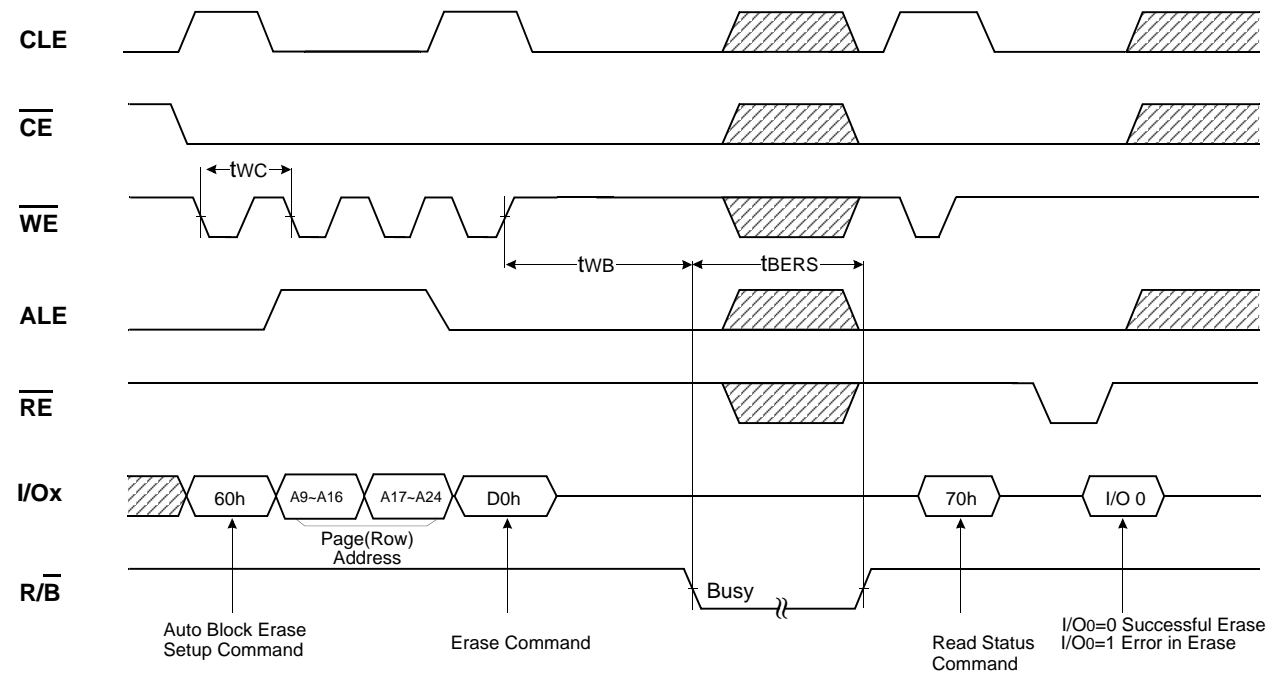 CLE
CE
tWC
WE
tWB
tBERS
ALE
RE
I/Ox
60h
A9~A16
A17~A24
D0h
70h
I/O 0
Page(Row)
Address
R/B
Busy
Auto Block Erase
Setup Command
Erase Command
Read Status
Command
I/O0=0 Successful Erase
I/O0=1 Error in Erase